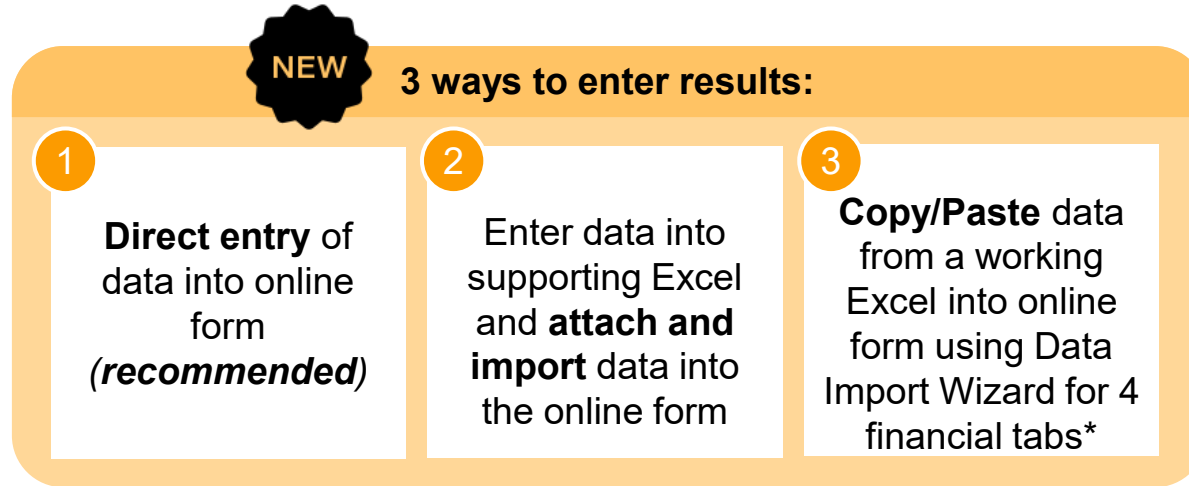 NEW
3 ways to enter results:
1
Direct entry of
data into online
form
(recommended)
2
Enter data into
supporting Excel
and attach and
import data into
the online form
3
Copy/Paste data
from a working
Excel into online
form using Data
Import Wizard for 4
financial tabs*